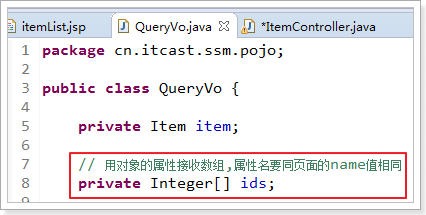 itemList.jsp QueryVo.java *ItemController.java
1 package cn.itcast.ssm.pojo;
2
3 public class QueryVo {
4
5 private Item item;
6
7 // 用对象的属性接收数组,属性名要同页面的name值相同
8 private Integer[] ids;
9